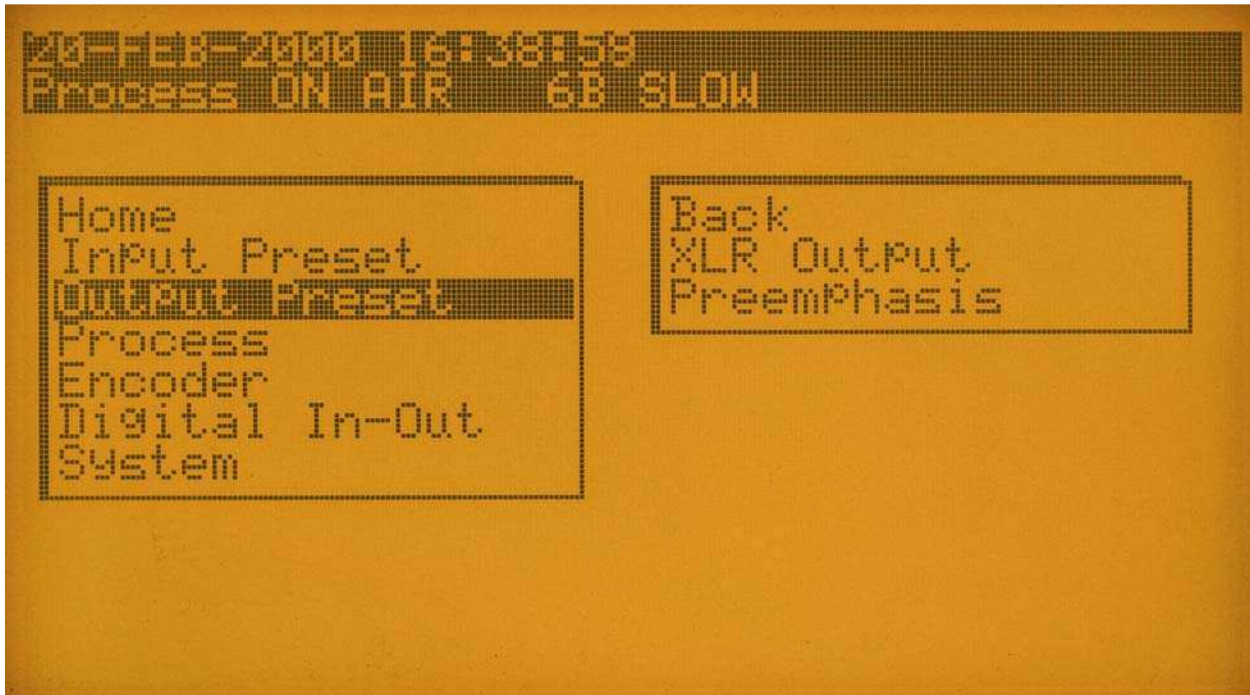 20-FEB-2000 16:38:59
Process ON AIR 6B SLOW
Home
Input Preset
Output Preset
Process
Encoder
Digital In-Out
System
Back
XLR Output
Preemphasis